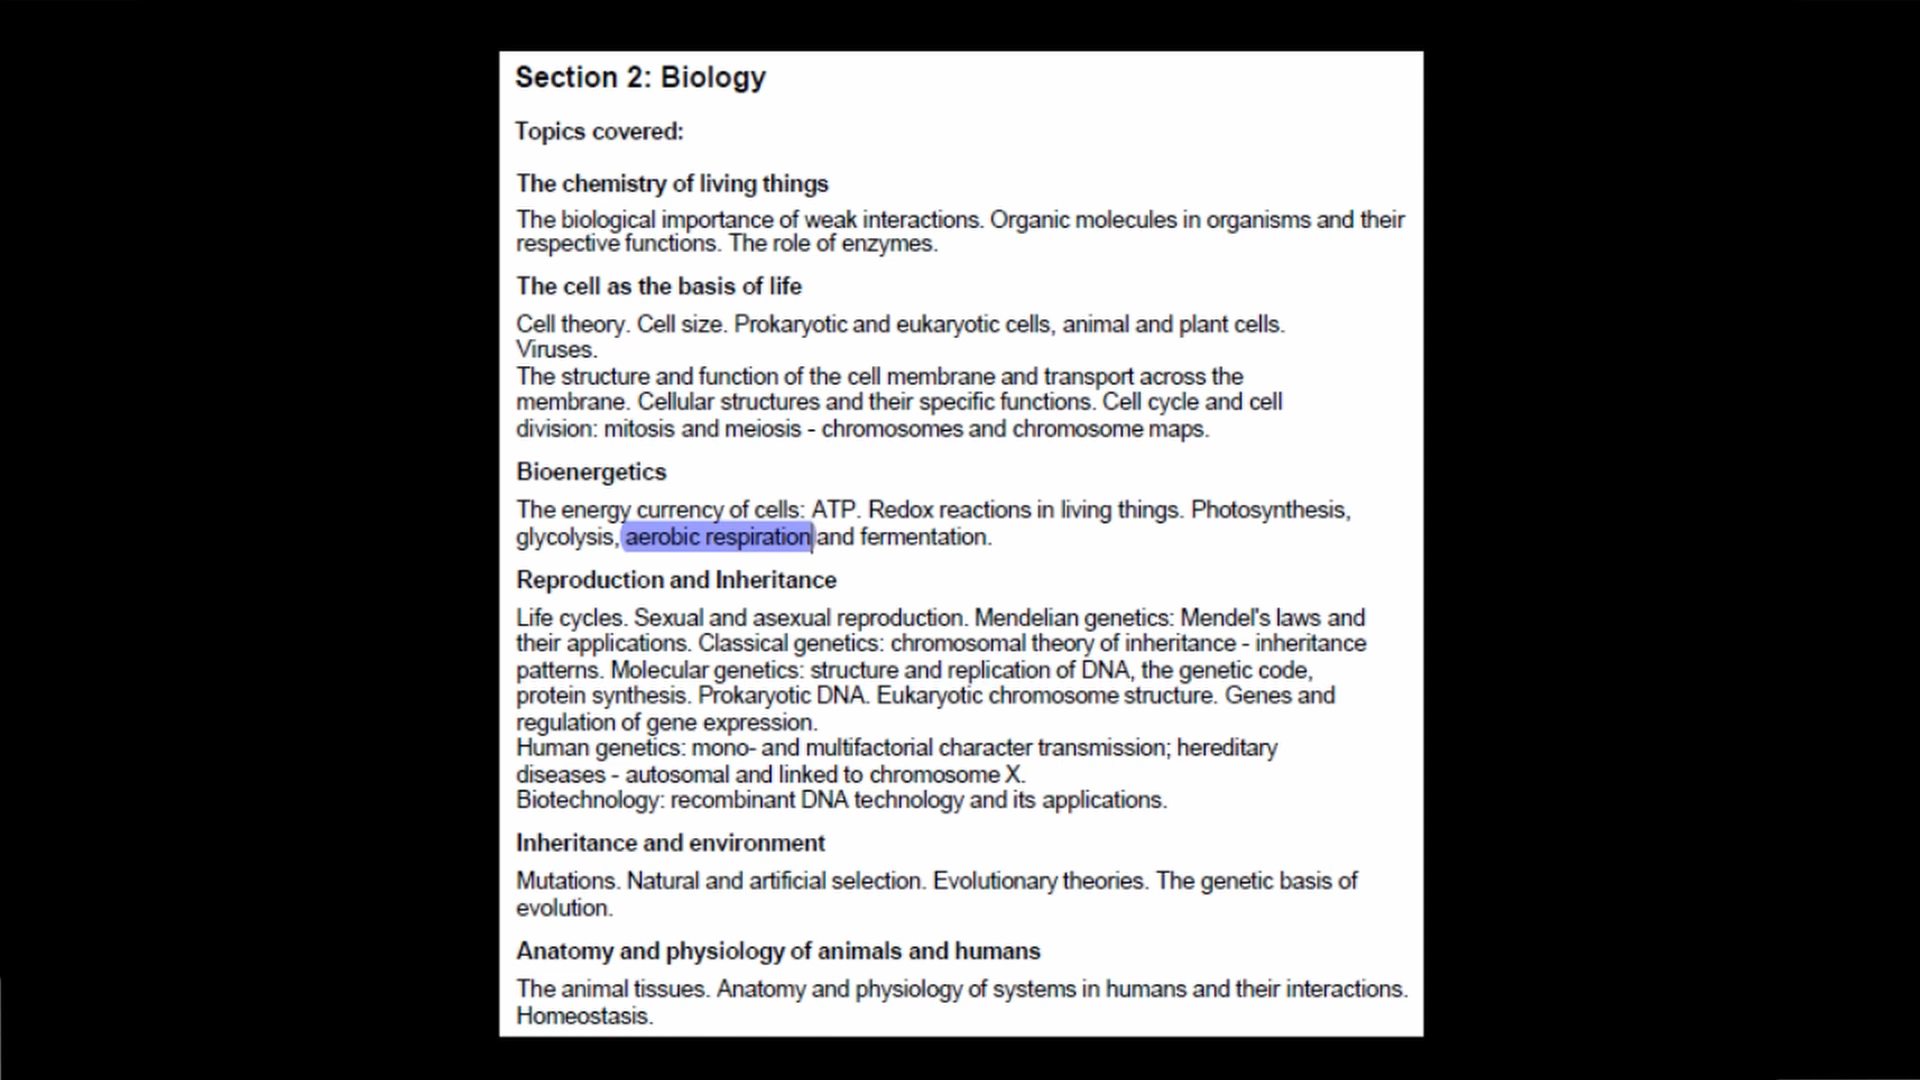 Section 2: Biology
Topics covered:
The chemistry of living things
The biological importance of weak interactions. Organic molecules in organisms and their
respective functions. The role of enzymes.
The cell as the basis of life
Cell theory. Cell size. Prokaryotic and eukaryotic cells, animal and plant cells.
Viruses.
The structure and function of the cell membrane and transport across the
membrane. Cellular structures and their specific functions. Cell cycle and cell
division: mitosis and meiosis - chromosomes and chromosome maps.
Bioenergetics
The energy currency of cells: ATP. Redox reactions in living things. Photosynthesis,
glycolysis, aerobic respiration and fermentation.
Reproduction and Inheritance
Life cycles. Sexual and asexual reproduction. Mendelian genetics: Mendel's laws and
their applications. Classical genetics: chromosomal theory of inheritance - inheritance
patterns. Molecular genetics: structure and replication of DNA, the genetic code,
protein synthesis. Prokaryotic DNA. Eukaryotic chromosome structure. Genes and
regulation of gene expression.
Human genetics: mono- and multifactorial character transmission; hereditary
diseases - autosomal and linked to chromosome X.
Biotechnology: recombinant DNA technology and its applications.
Inheritance and environment
Mutations. Natural and artificial selection. Evolutionary theories. The genetic basis of
evolution.
Anatomy and physiology of animals and humans
The animal tissues. Anatomy and physiology of systems in humans and their interactions.
Homeostasis.